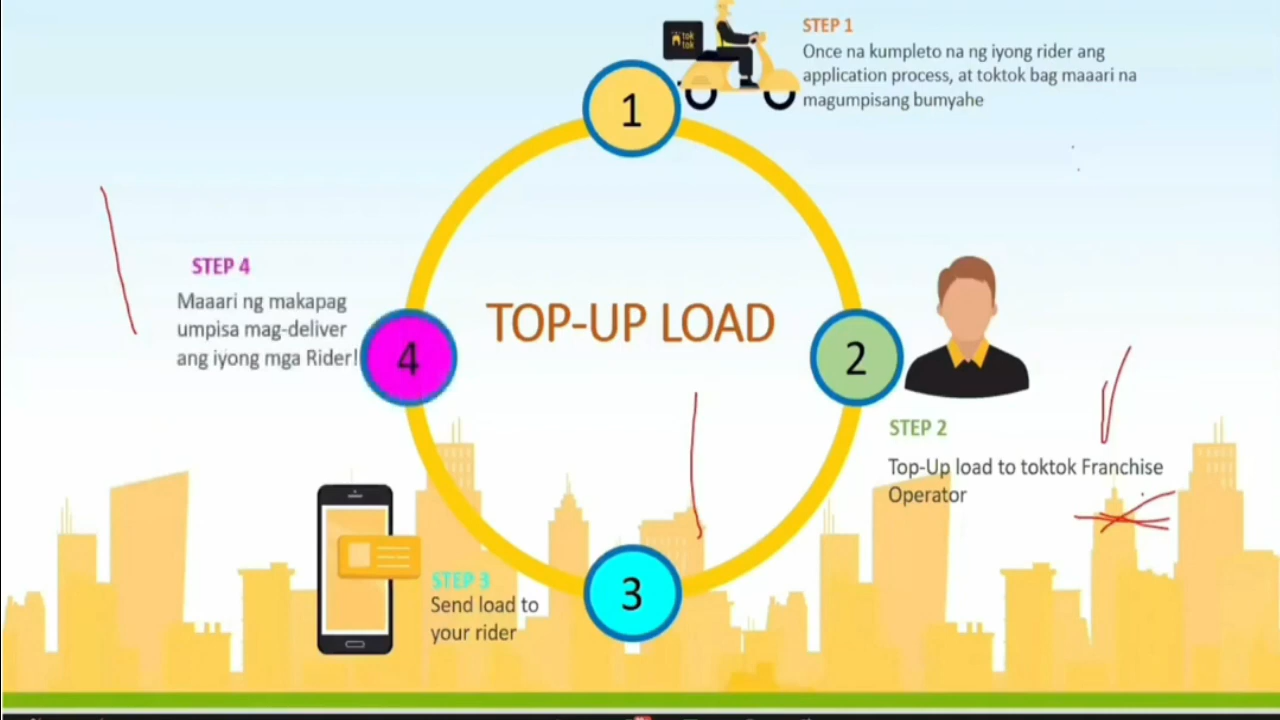 tok
tok
STEP 1
Once na kumpleto na ng iyong rider ang
application process, at toktok bag maaari na
magumpisang bumyahe
1
STEP 4
Maaari ng makapag
umpisa mag-deliver
ang iyong mga Rider!
4
TOP-UP LOAD
2
STEP 2
Top-Up load to toktok Franchise
Operator
STEP 3
Send load to
your rider
3